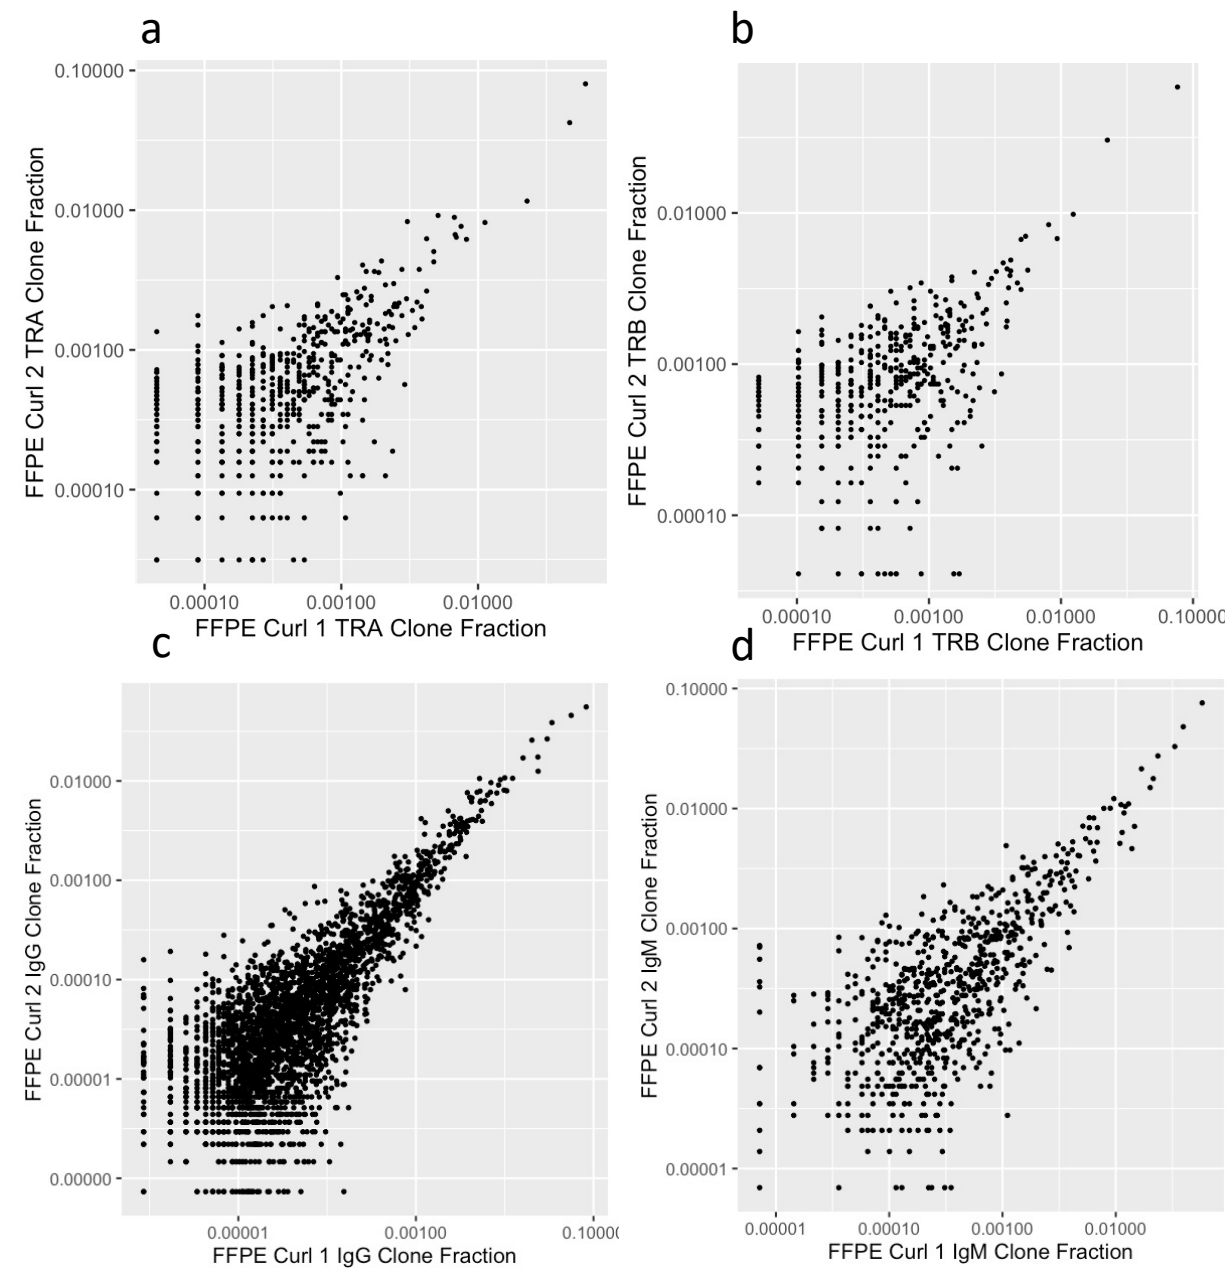 a
0.10000
0.01000
0.00100
0.00010
FFPE Curl 2 TRA Clone Fraction
0.00010 0.00100 0.01000
FFPE Curl 1 TRA Clone Fraction
b
0.01000
0.00100
0.00010
FFPE Curl 2 TRB Clone Fraction
0.00010 0.00100 0.01000 0.10000
FFPE Curl 1 TRB Clone Fraction
c
0.01000
0.00100
0.00010
0.00001
0.00000
FFPE Curl 2 IgG Clone Fraction
0.00001 0.00100 0.10000
FFPE Curl 1 IgG Clone Fraction
d
0.10000
0.01000
0.00100
0.00010
0.00001
FFPE Curl 2 IgM Clone Fraction
0.00001 0.00010 0.00100 0.01000
FFPE Curl 1 IgM Clone Fraction